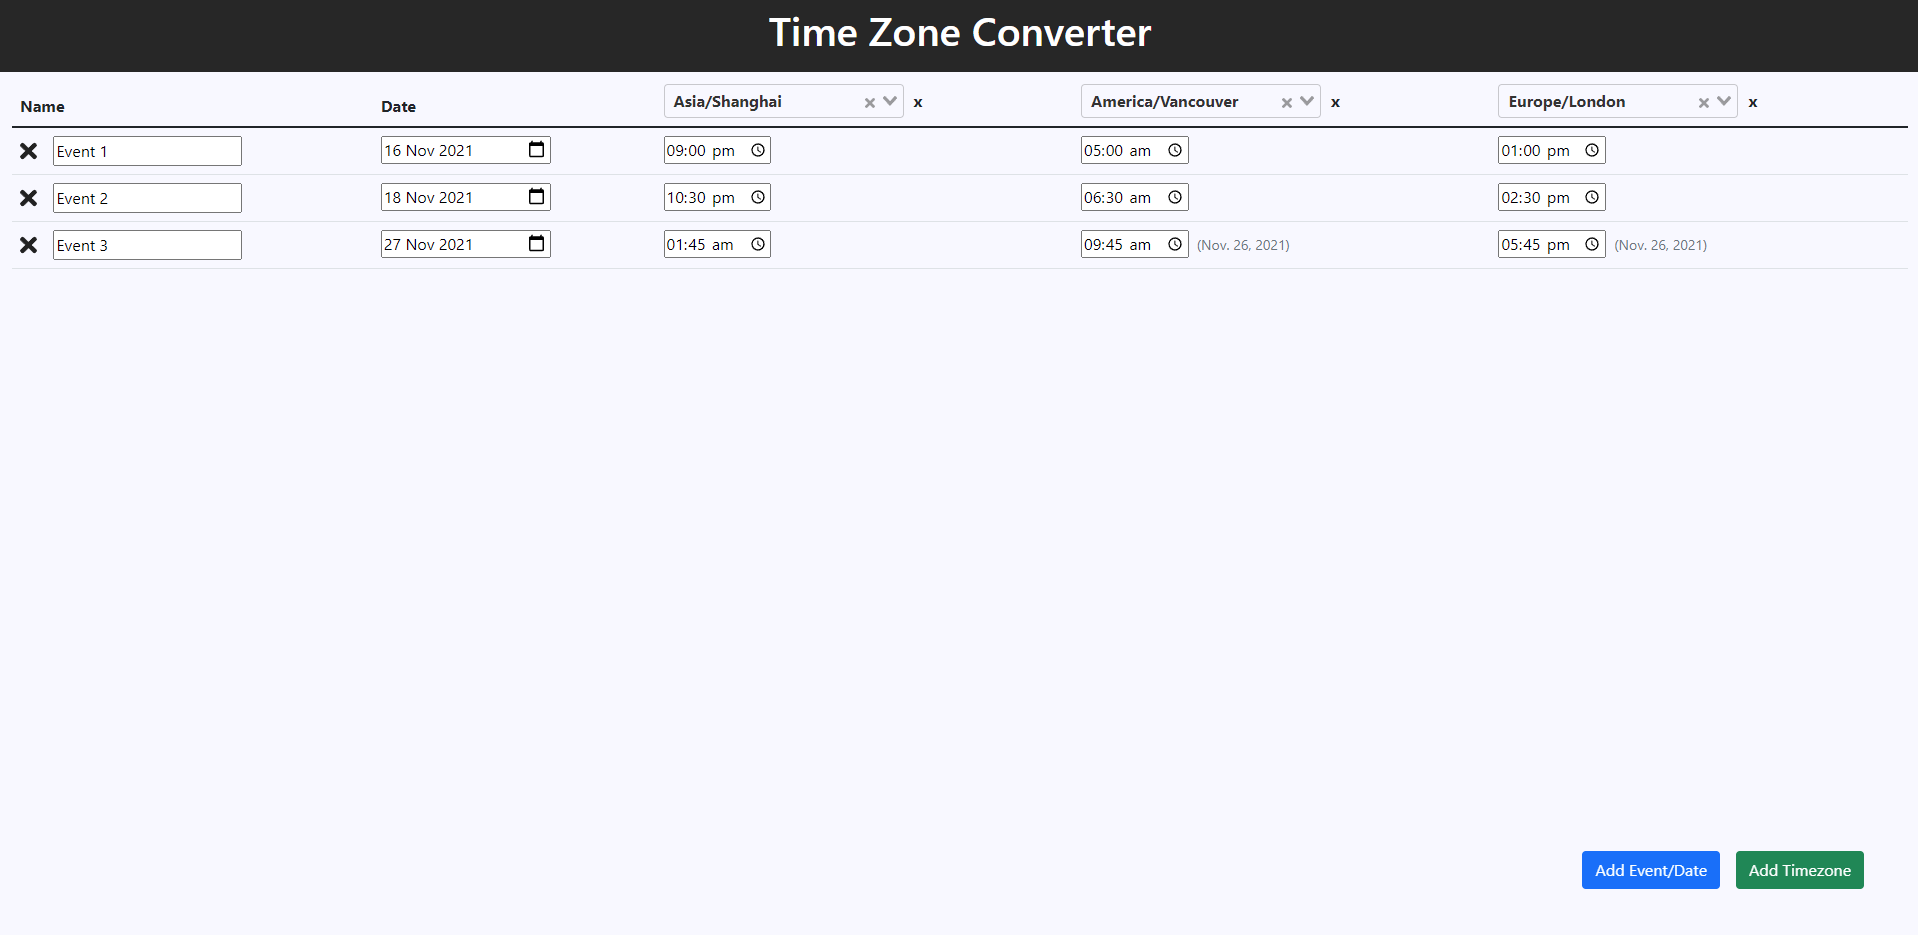 Time Zone Converter
Name Date Asia/Shanghai x America/Vancouver x Europe/London x
Event 1 16 Nov 2021 09:00 pm 05:00 am 01:00 pm
Event 2 18 Nov 2021 10:30 pm 06:30 am 02:30 pm
Event 3 27 Nov 2021 01:45 am 09:45 am (Nov. 26, 2021) 05:45 pm (Nov. 26, 2021)
Add Event/Date Add Timezone